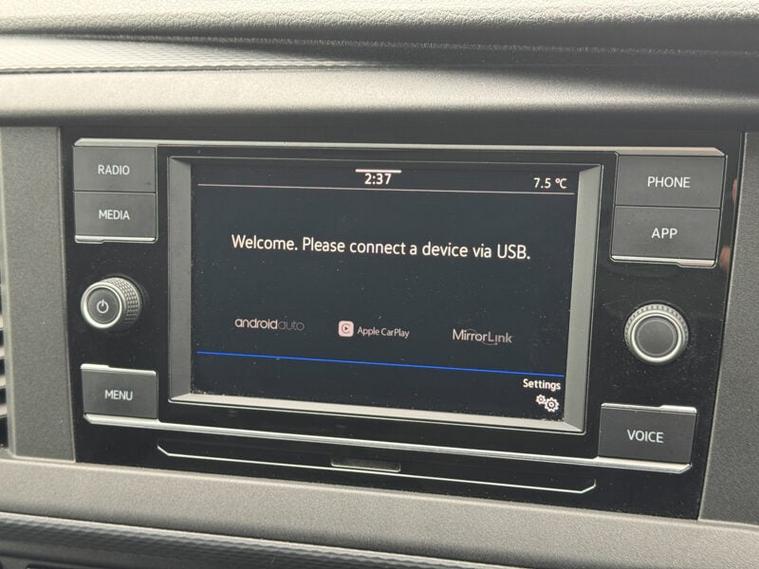 RADIO
MEDIA
MENU
2:37
7.5 °C
Welcome. Please connect a device via USB.
androidauto
Apple CarPlay
MirrorLink
Settings
PHONE
APP
VOICE